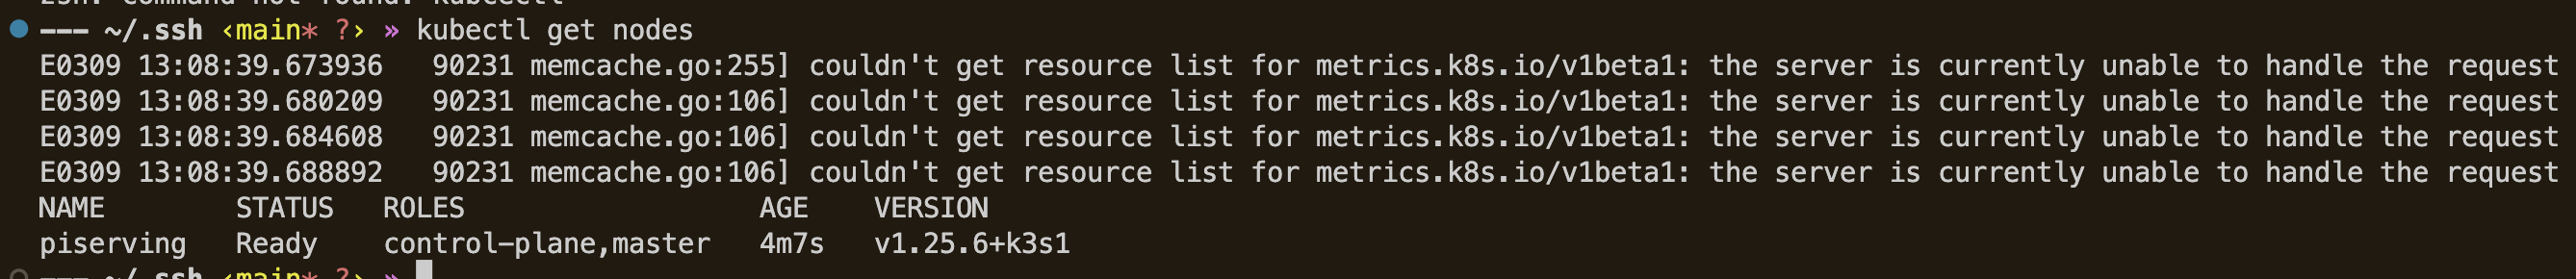 zsh: command not found: kubecctl
--- ~/.ssh ‹main* ?› » kubectl get nodes
E0309 13:08:39.673936   90231 memcache.go:255] couldn't get resource list for metrics.k8s.io/v1beta1: the server is currently unable to handle the request
E0309 13:08:39.680209   90231 memcache.go:106] couldn't get resource list for metrics.k8s.io/v1beta1: the server is currently unable to handle the request
E0309 13:08:39.684608   90231 memcache.go:106] couldn't get resource list for metrics.k8s.io/v1beta1: the server is currently unable to handle the request
E0309 13:08:39.688892   90231 memcache.go:106] couldn't get resource list for metrics.k8s.io/v1beta1: the server is currently unable to handle the request
NAME        STATUS   ROLES                  AGE    VERSION
piserving   Ready    control-plane,master   4m7s   v1.25.6+k3s1
--- ~/.ssh ‹main* ?› »